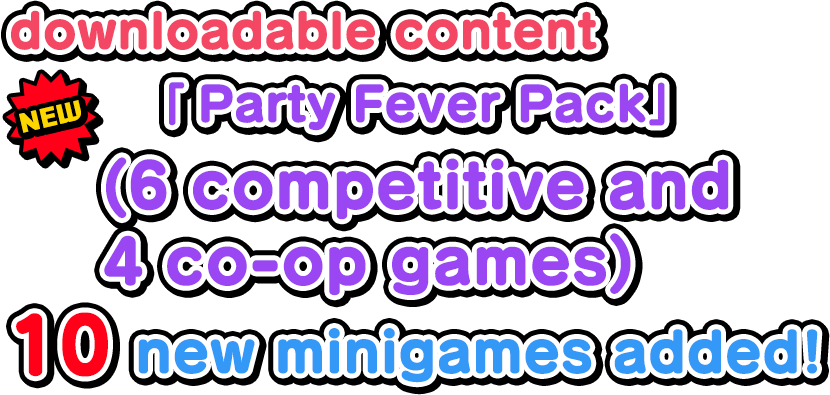 downloadable content
NEW
「Party Fever Pack」
(6 competitive and
4 co-op games)
10 new minigames added!